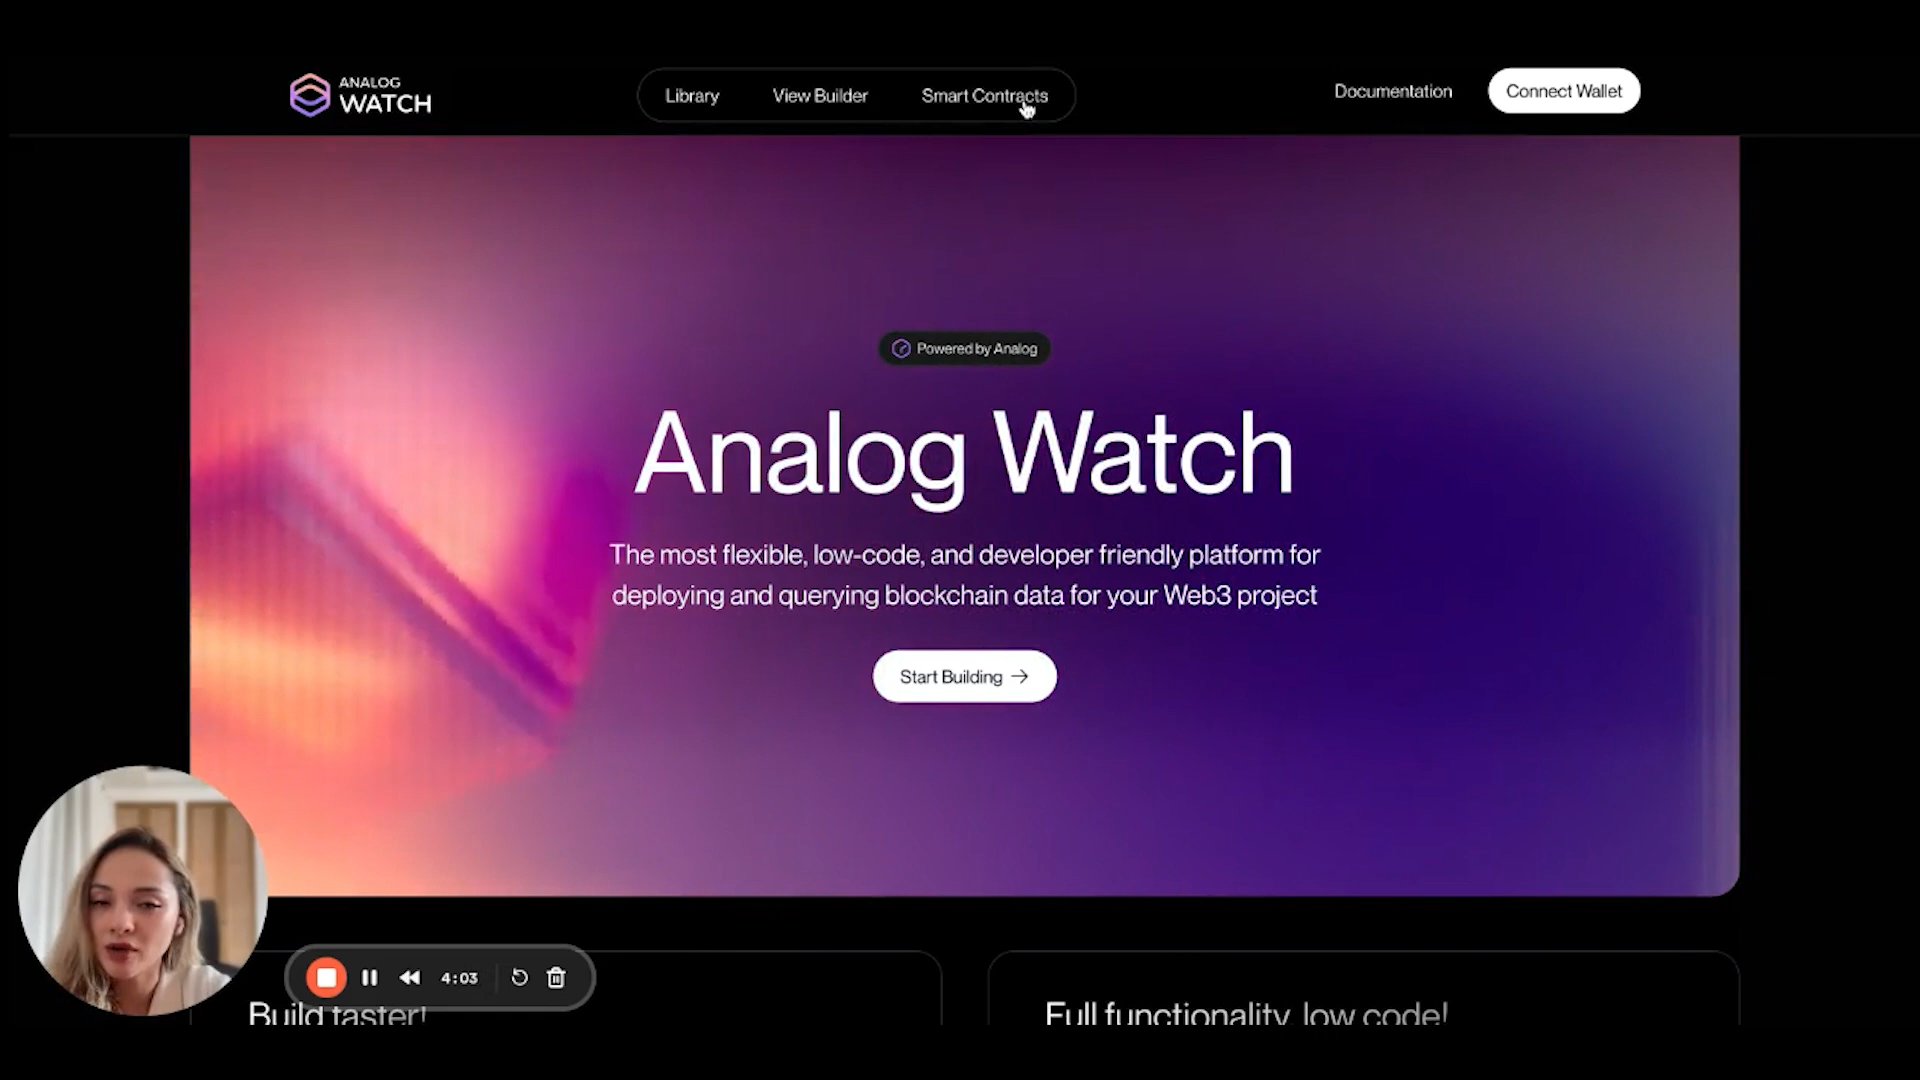 ANALOG
WATCH
Library
View Builder
Smart Contracts
Documentation
Connect Wallet
Powered by Analog
Analog Watch
The most flexible, low-code, and developer friendly platform for
deploying and querying blockchain data for your Web3 project
Start Building →
4:03
Build faster!
Full functionality, low code!